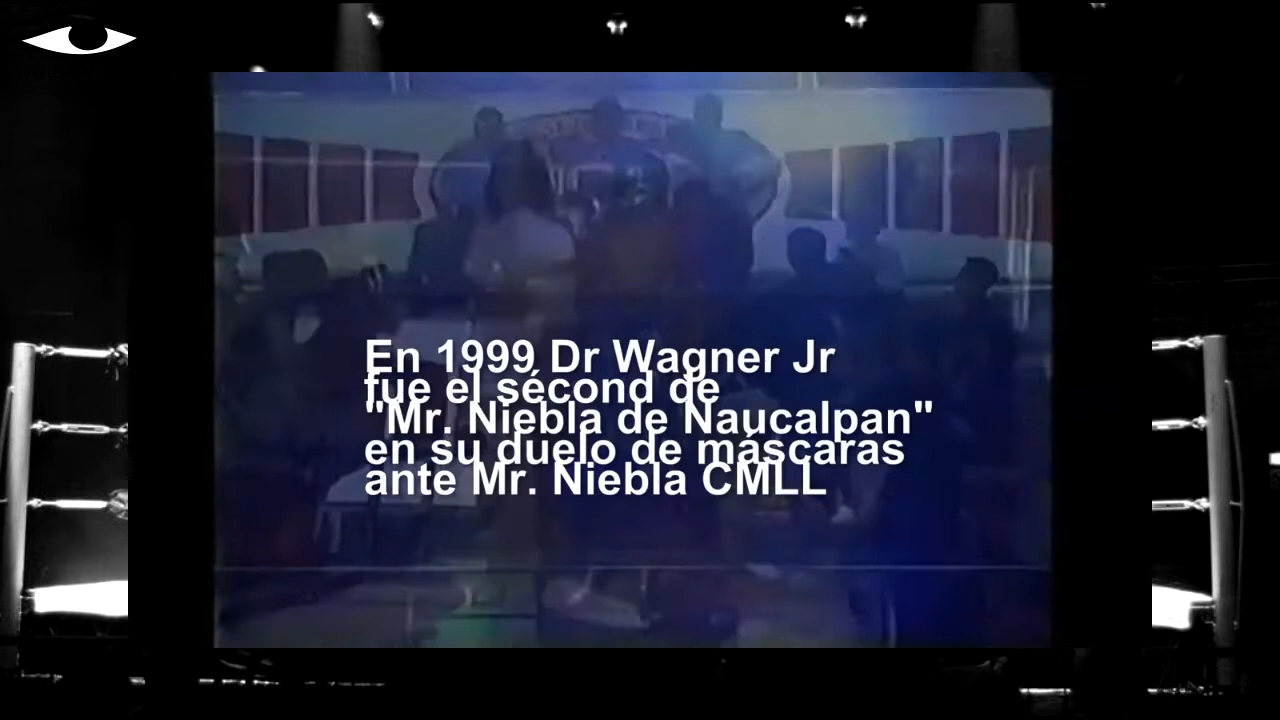 En 1999 Dr Wagner Jr
fue el sécond de
"Mr. Niebla de Naucalpan"
en su duelo de máscaras
ante Mr. Niebla CMLL